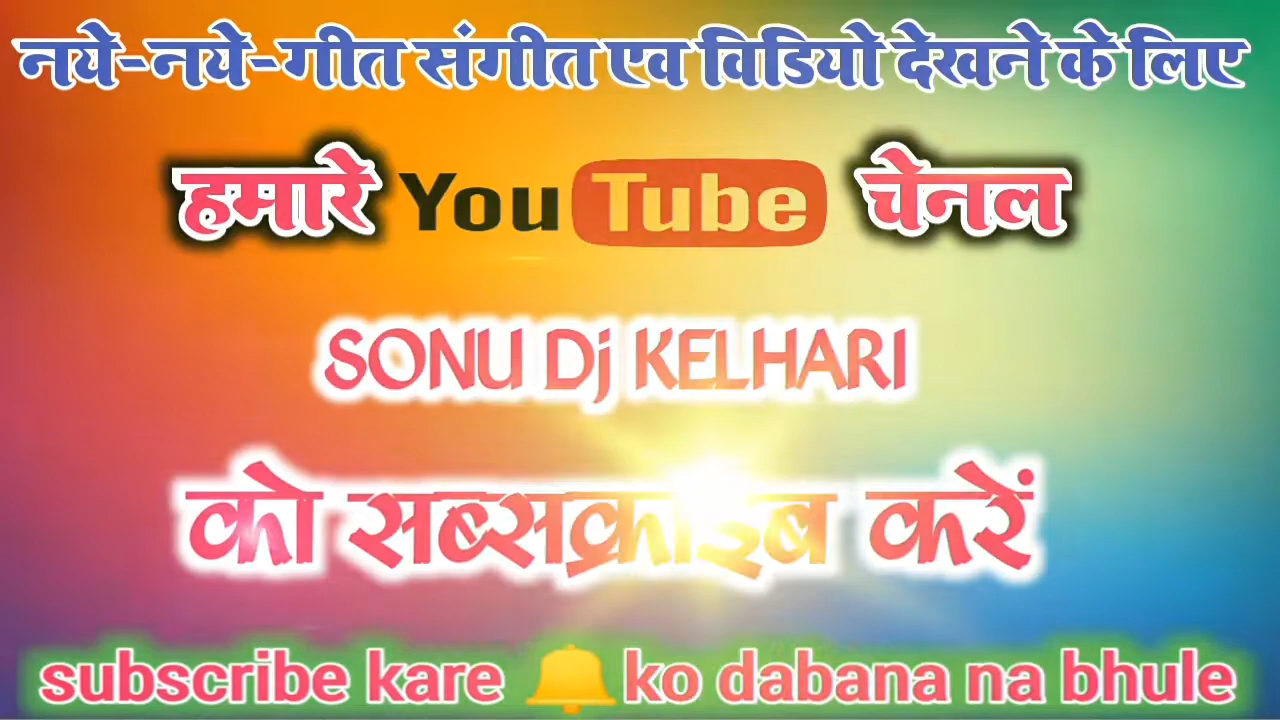 नये-नये-गीत संगीत एव विडियो देखने के लिए
हमारे YouTube चेनल
SONU Dj KELHARI
को सब्सक्राइब करें
subscribe kare 🔔 ko dabana na bhule